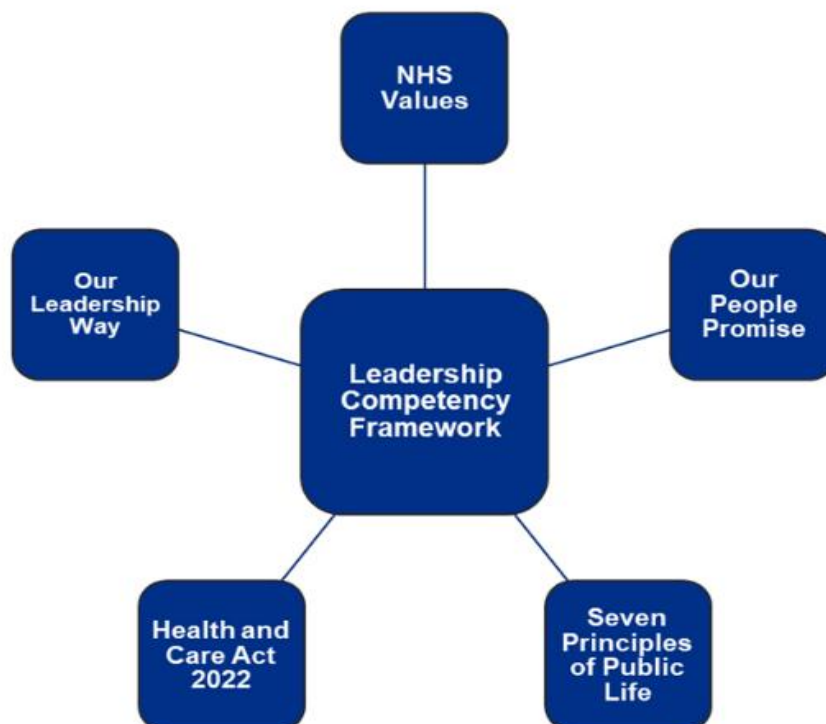 NHS
Values
Our
Leadership
Way
Our
People
Promise
Leadership
Competency
Framework
Health and
Care Act
2022
Seven
Principles
of Public
Life